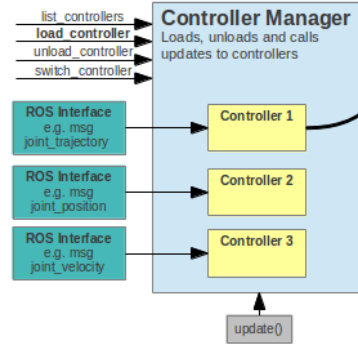 list_controllers
load_controller
unload_controller
switch_controller
Controller Manager
Loads, unloads and calls
updates to controllers
ROS Interface
e.g. msg
joint_trajectory
Controller 1
ROS Interface
e.g. msg
joint_position
Controller 2
ROS Interface
e.g. msg
joint_velocity
Controller 3
update()